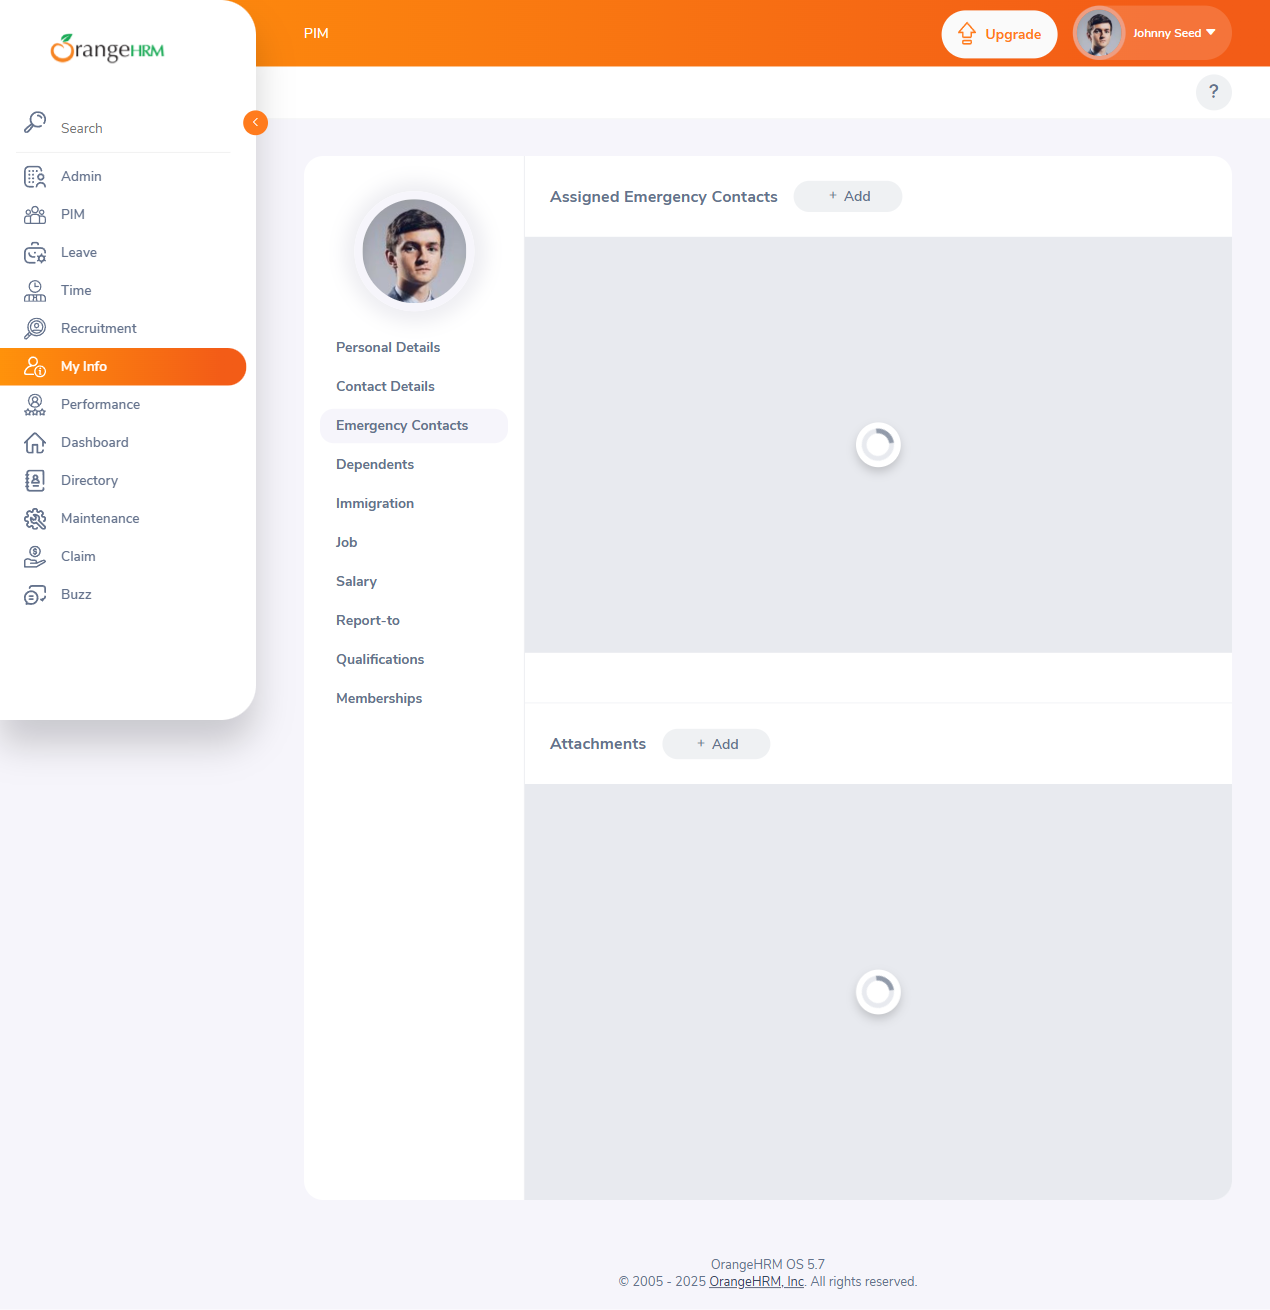 OrangeHRM
PIM
Upgrade
Johnny Seed
?
Search
Admin
PIM
Leave
Time
Recruitment
My Info
Performance
Dashboard
Directory
Maintenance
Claim
Buzz
Personal Details
Contact Details
Emergency Contacts
Dependents
Immigration
Job
Salary
Report-to
Qualifications
Memberships
Assigned Emergency Contacts
+ Add
Attachments
+ Add
OrangeHRM OS 5.7
© 2005 - 2025 OrangeHRM, Inc. All rights reserved.